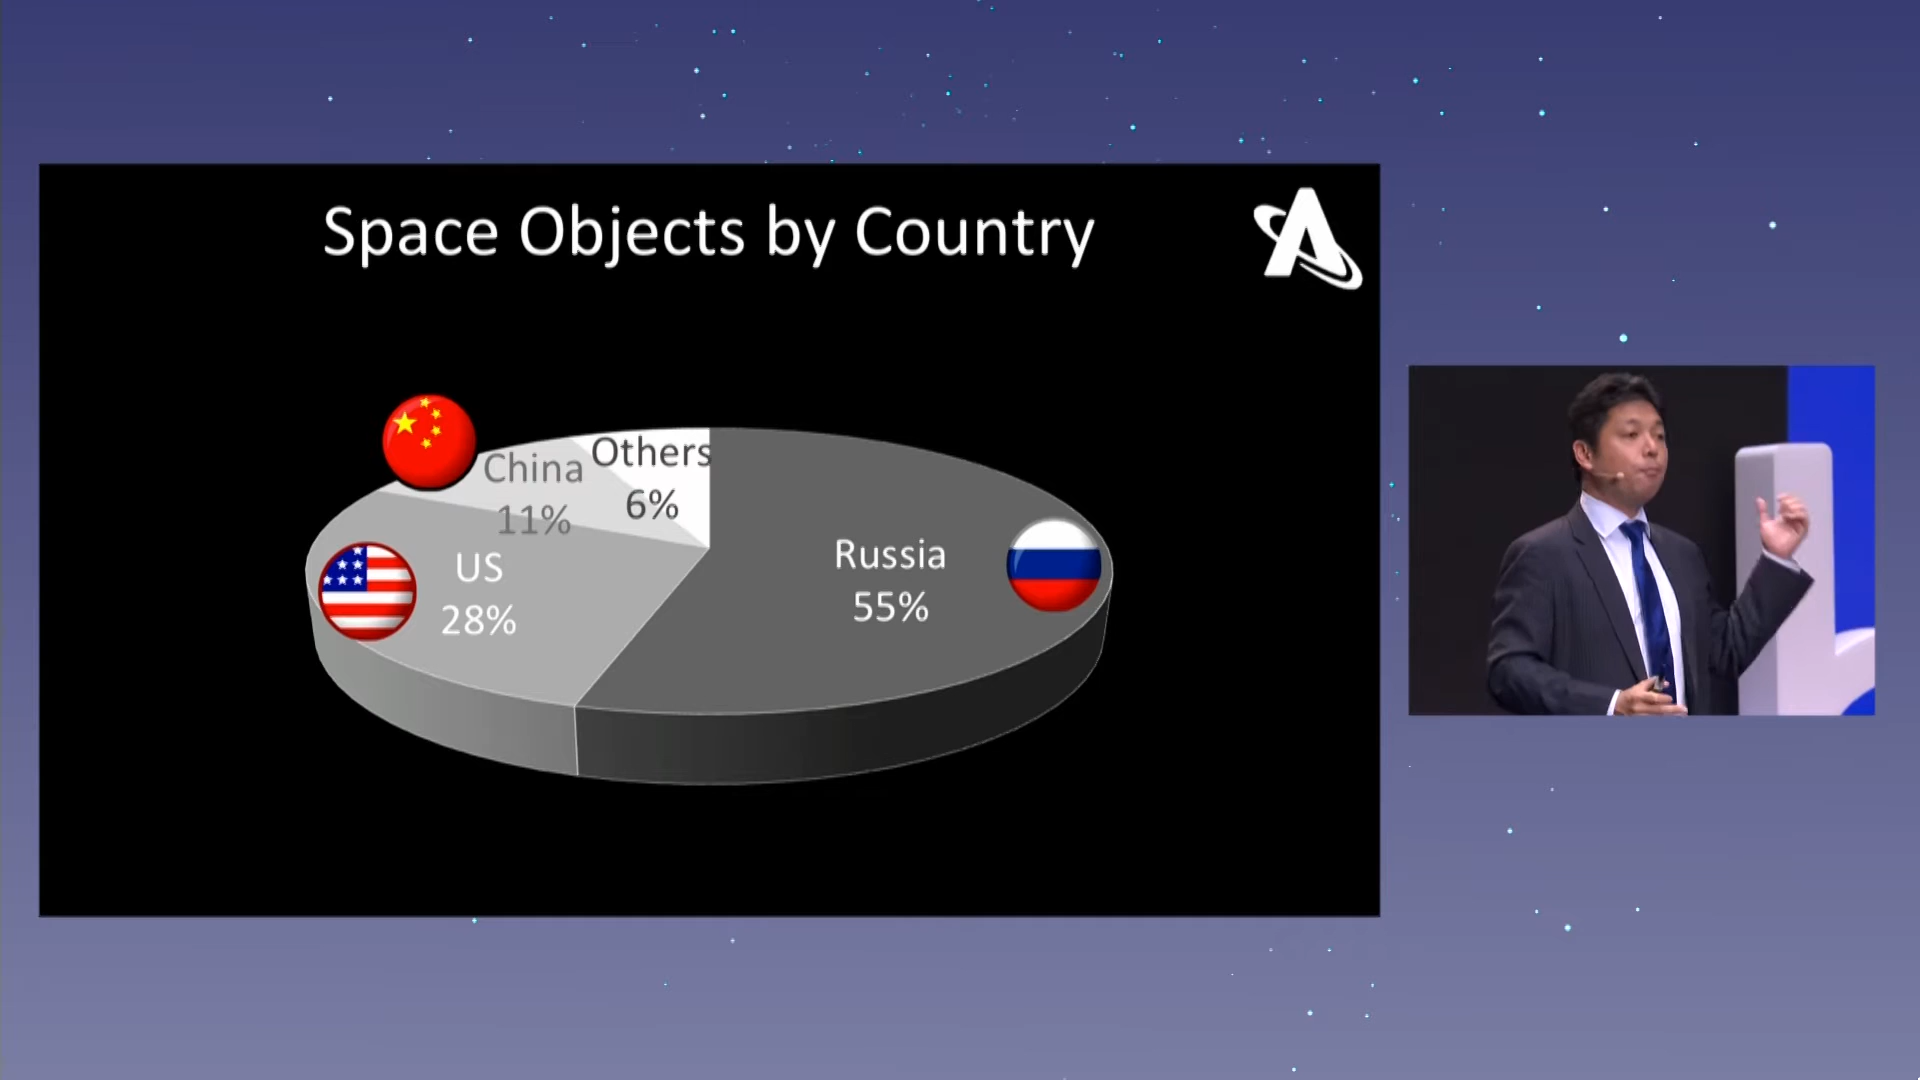 Space Objects by Country
China
11%
Others
6%
US
28%
Russia
55%